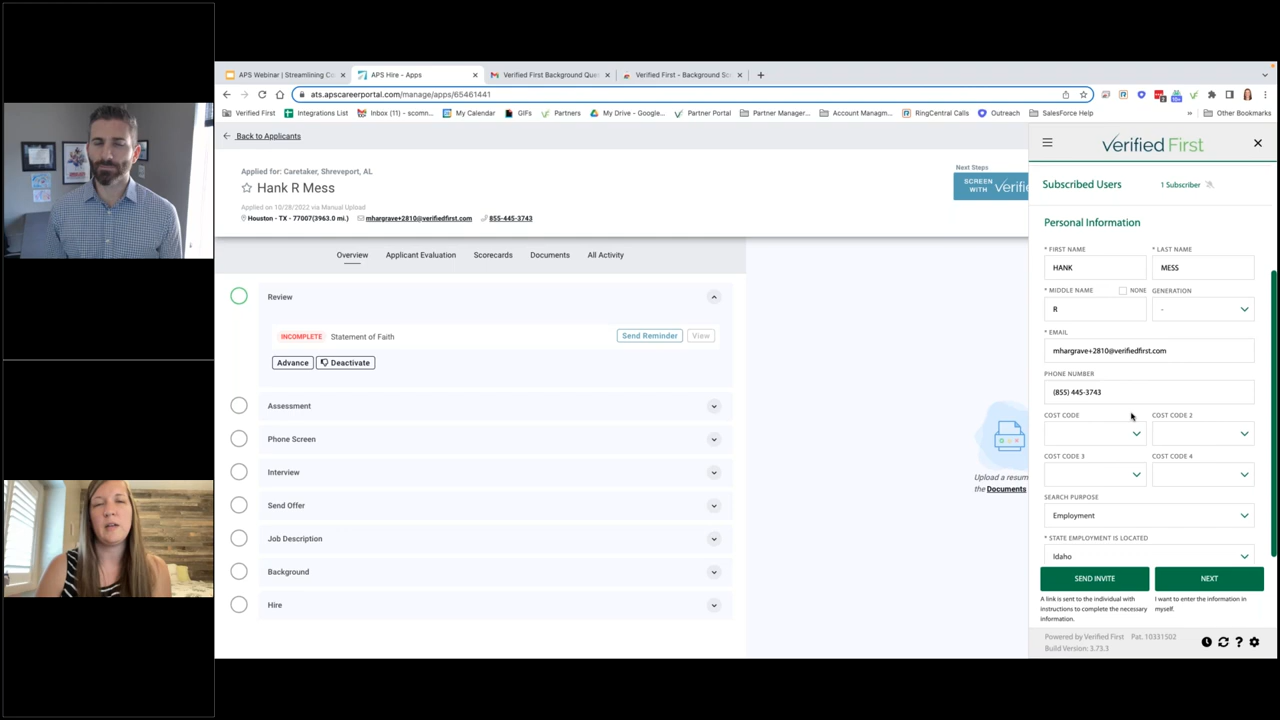 APS Webinar | Streamlining Co
APS Hire - Apps
Verified First Background Que
Verified First - Background Scr
ats.apscareerportal.com/manage/apps/65461441
Verified First
Integrations List
Inbox (11) - scomn...
My Calendar
GIFs
Partners
My Drive - Google...
Partner Portal
Partner Manager...
Account Managm...
RingCentral Calls
Outreach
SalesForce Help
»
Other Bookmarks
Back to Applicants
Applied for: Caretaker, Shreveport, AL
Hank R Mess
Applied on 10/28/2022 via Manual Upload
Houston - TX - 77007(3963.0 mi.)
mhargrave+2810@verifiedfirst.com
855-445-3743
Next Steps
SCREEN WITH verifie
Overview
Applicant Evaluation
Scorecards
Documents
All Activity
Review
INCOMPLETE
Statement of Faith
Send Reminder
View
Advance
Deactivate
Assessment
Phone Screen
Interview
Send Offer
Job Description
Background
Hire
Upload a resum
the Documents
verified First
Subscribed Users
1 Subscriber
Personal Information
* FIRST NAME
* LAST NAME
HANK
MESS
* MIDDLE NAME
NONE
GENERATION
R
-
* EMAIL
mhargrave+2810@verifiedfirst.com
PHONE NUMBER
(855) 445-3743
COST CODE
COST CODE 2
COST CODE 3
COST CODE 4
SEARCH PURPOSE
Employment
* STATE EMPLOYMENT IS LOCATED
Idaho
SEND INVITE
NEXT
A link is sent to the individual with
instructions to complete the necessary
information.
I want to enter the information in
myself.
Powered by Verified First
Pat. 10331502
Build Version: 3.73.3